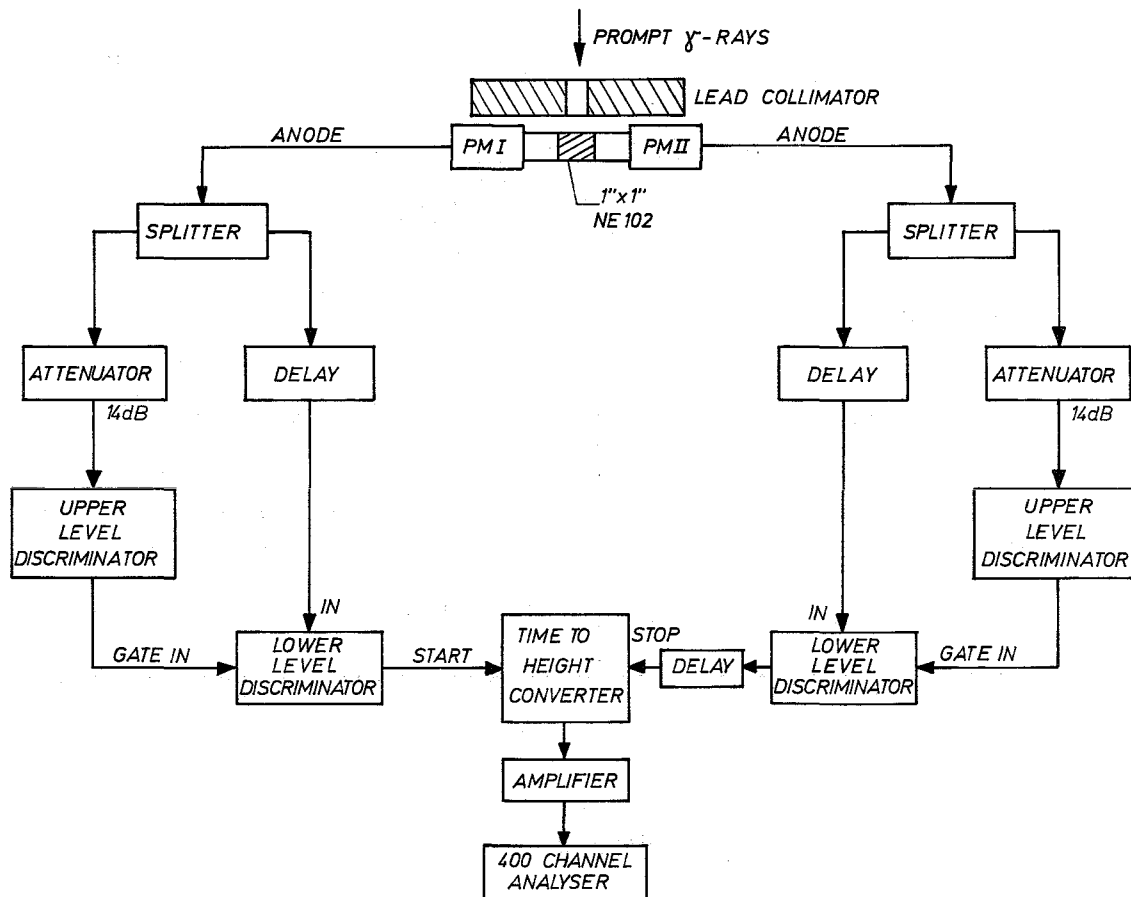 PROMPT γ-RAYS
LEAD COLLIMATOR
ANODE
PM I
PM II
ANODE
1"x1"
NE 102
SPLITTER
SPLITTER
ATTENUATOR
14dB
DELAY
DELAY
ATTENUATOR
14dB
UPPER
LEVEL
DISCRIMINATOR
UPPER
LEVEL
DISCRIMINATOR
IN
IN
GATE IN
LOWER
LEVEL
DISCRIMINATOR
START
TIME TO
HEIGHT
CONVERTER
STOP
DELAY
LOWER
LEVEL
DISCRIMINATOR
GATE IN
AMPLIFIER
400 CHANNEL
ANALYSER